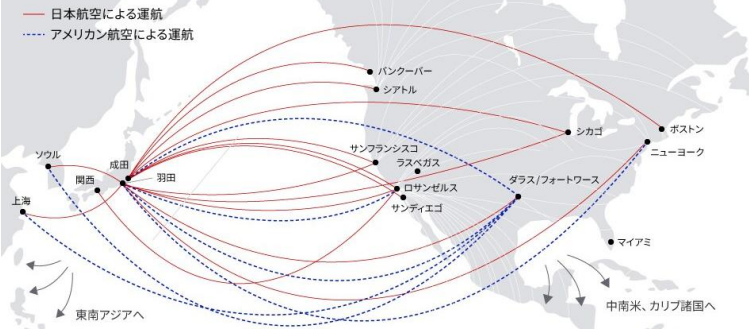 日本航空による運航
アメリカン航空による運航
バンクーバー
シアトル
シカゴ
ボストン
ニューヨーク
サンフランシスコ
ラスベガス
ロサンゼルス
サンディエゴ
ダラス/フォートワース
マイアミ
ソウル
成田
羽田
関西
上海
東南アジアへ
中南米、カリブ諸国へ